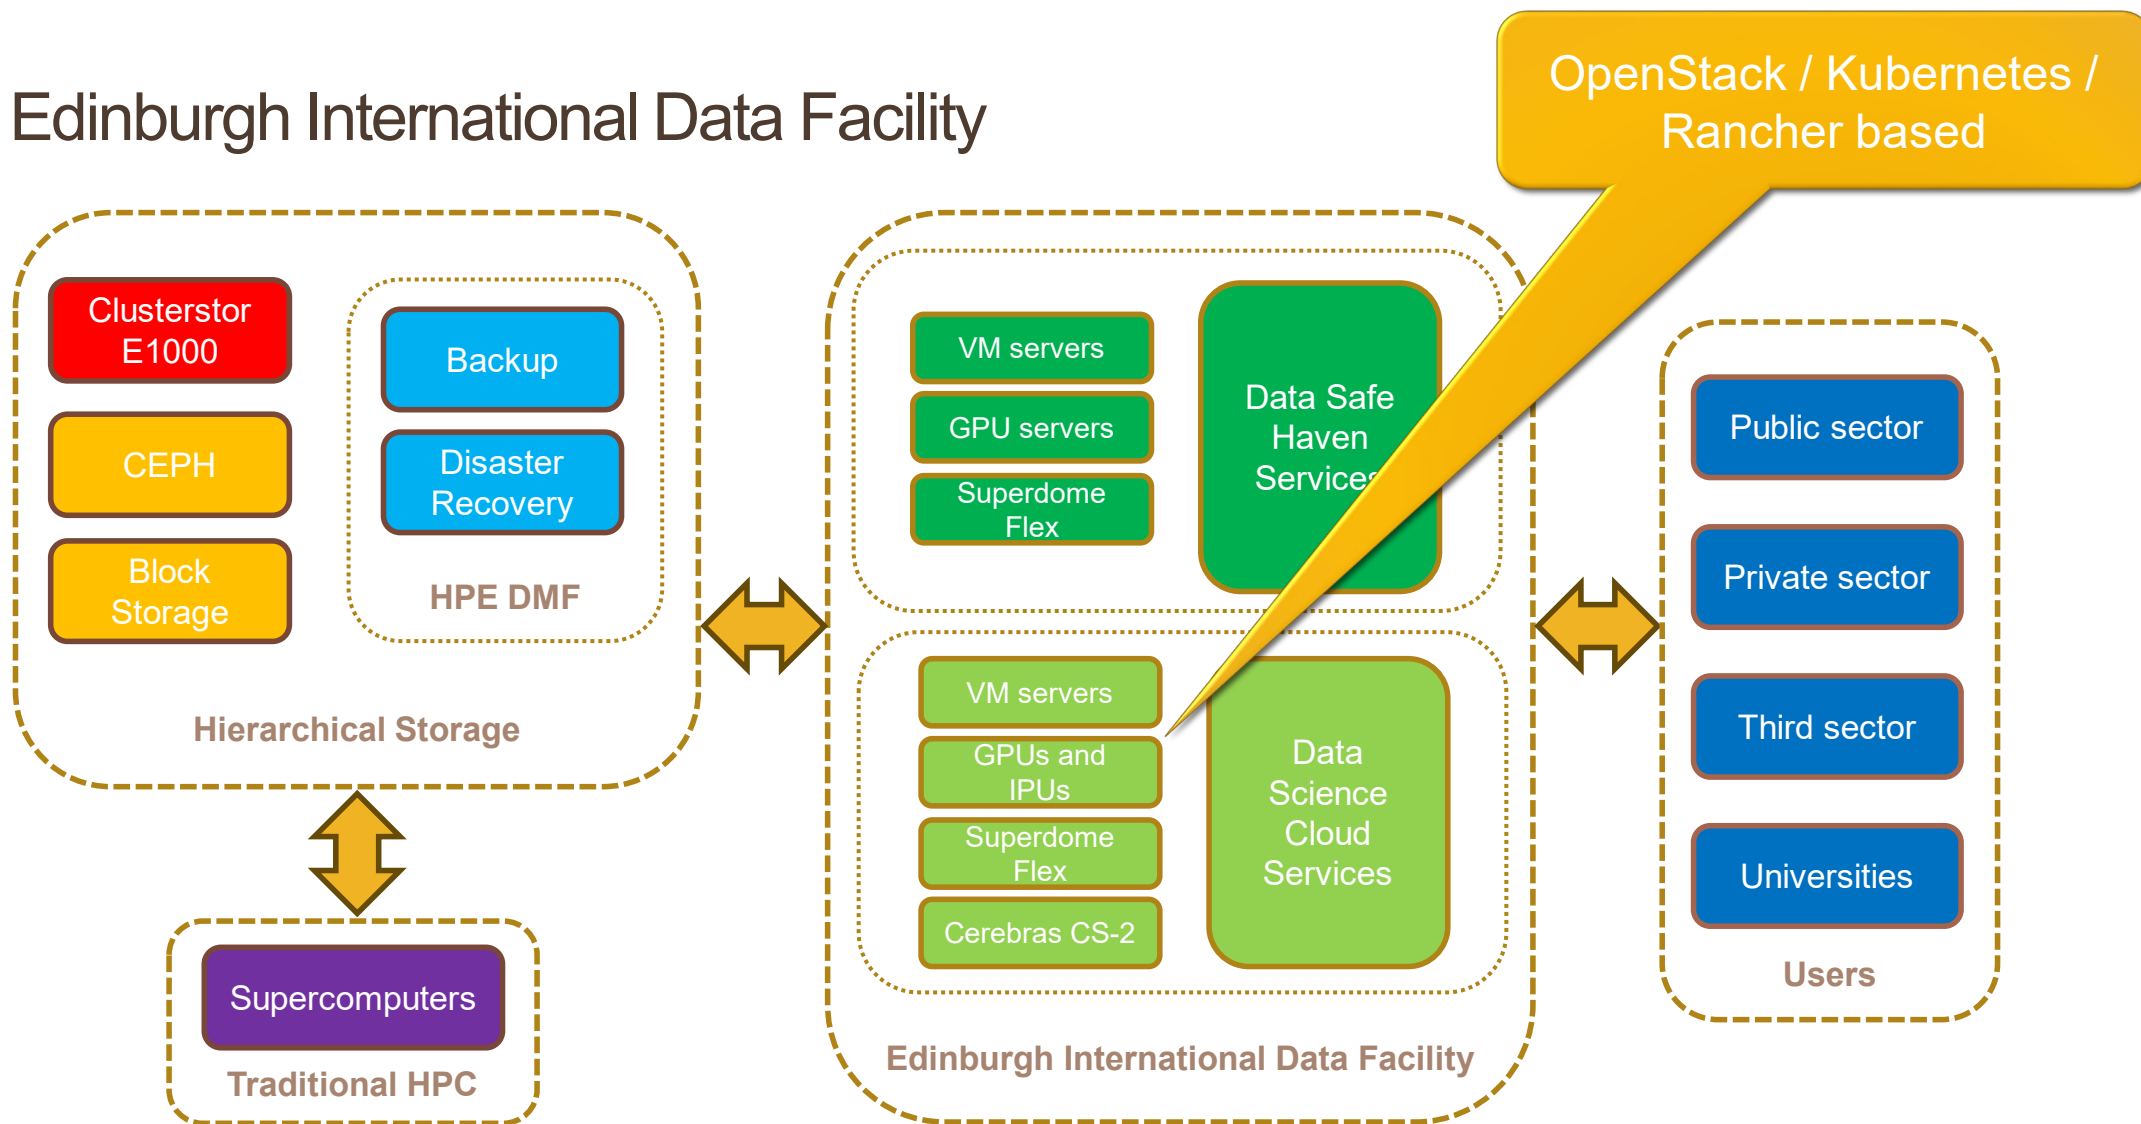 Edinburgh International Data Facility
OpenStack / Kubernetes /
Rancher based
Clusterstor
E1000
CEPH
Block
Storage
Backup
Disaster
Recovery
HPE DMF
Hierarchical Storage
Supercomputers
Traditional HPC
VM servers
GPU servers
Superdome
Flex
Data Safe
Haven
Services
VM servers
GPUs and
IPUs
Superdome
Flex
Cerebras CS-2
Data
Science
Cloud
Services
Edinburgh International Data Facility
Public sector
Private sector
Third sector
Universities
Users